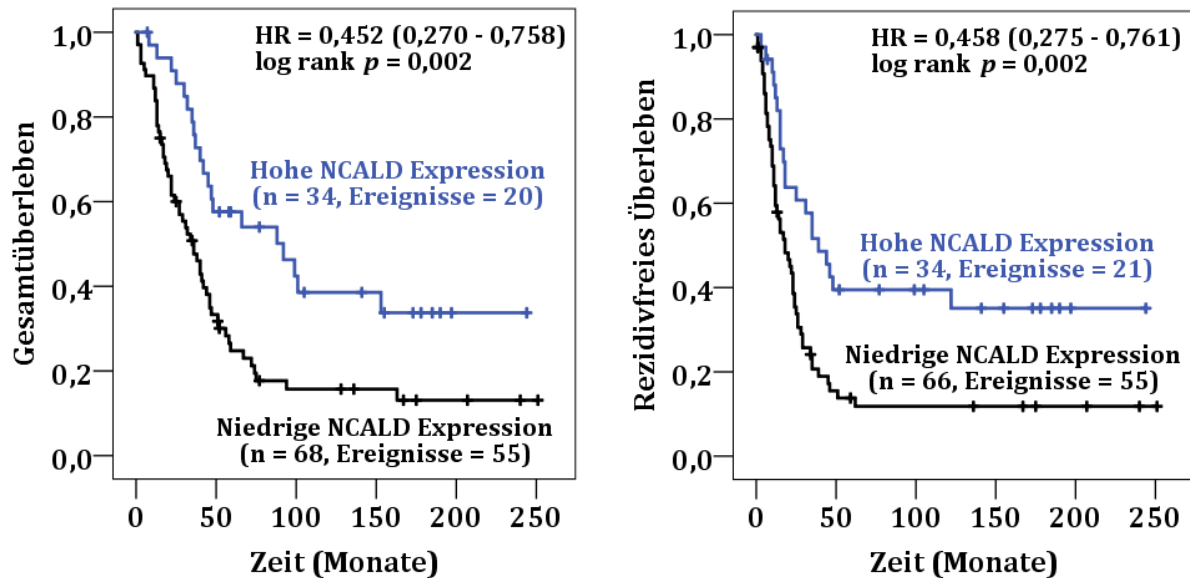 HR = 0,452 (0,270 - 0,758)
log rank p = 0,002
Hohe NCALD Expression
(n = 34, Ereignisse = 20)
Niedrige NCALD Expression
(n = 68, Ereignisse = 55)
Gesamtüberleben
1,0
0,8
0,6
0,4
0,2
0,0
0 50 100 150 200 250
Zeit (Monate)
HR = 0,458 (0,275 - 0,761)
log rank p = 0,002
Hohe NCALD Expression
(n = 34, Ereignisse = 21)
Niedrige NCALD Expression
(n = 66, Ereignisse = 55)
Rezidivfreies Überleben
1,0
0,8
0,6
0,4
0,2
0,0
0 50 100 150 200 250
Zeit (Monate)